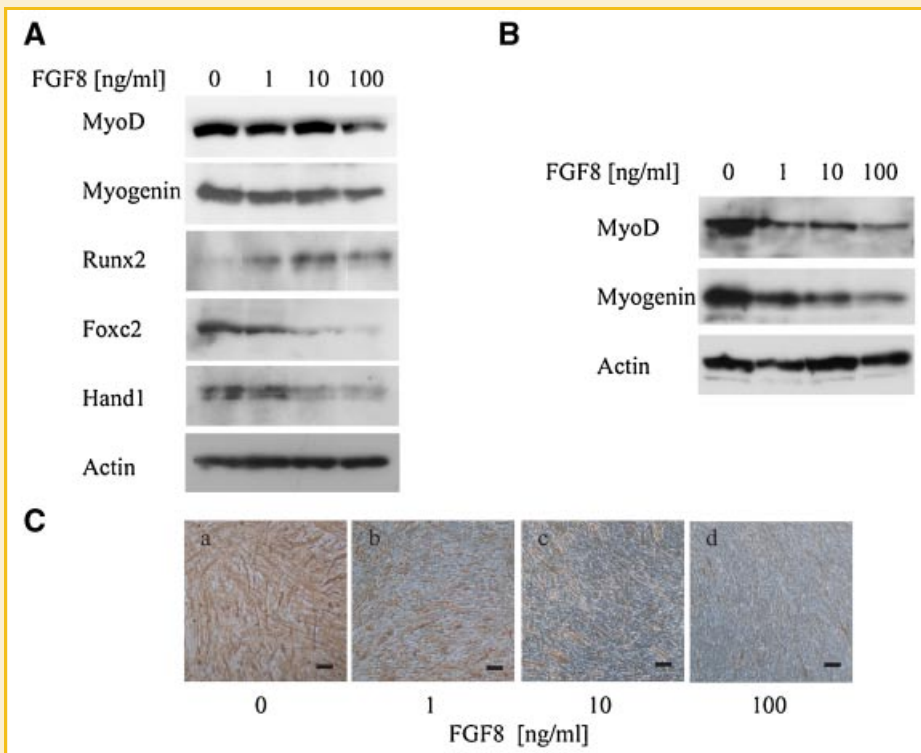 A
FGF8 [ng/ml] 0 1 10 100
MyoD
Myogenin
Runx2
Foxc2
Hand1
Actin
B
FGF8 [ng/ml] 0 1 10 100
MyoD
Myogenin
Actin
C
a b c d
0 1 10 100
FGF8 [ng/ml]